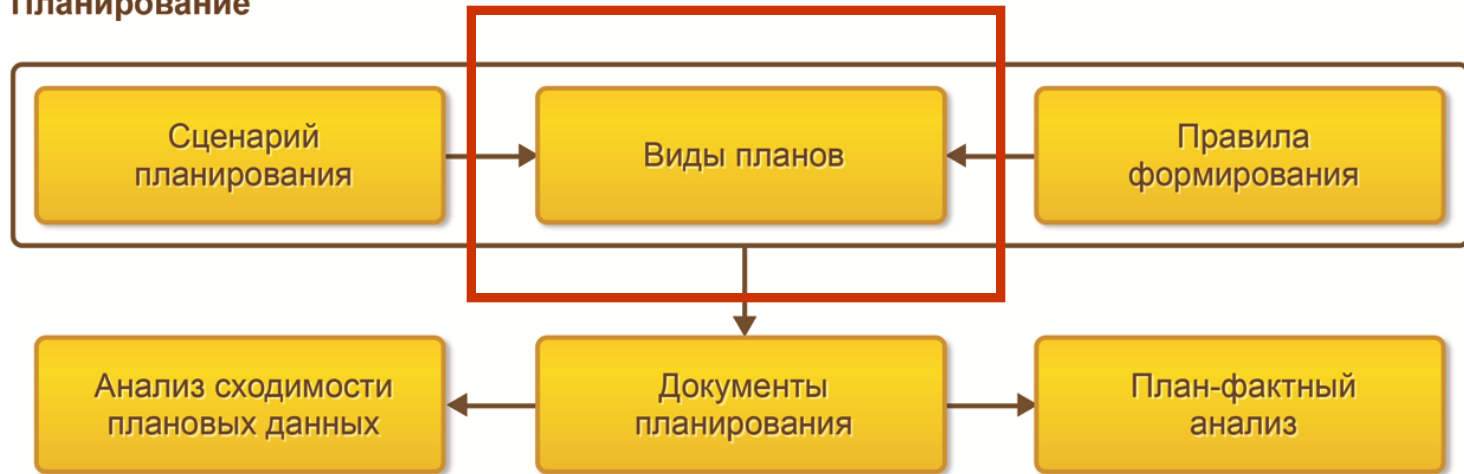 Планирование
Сценарий
планирования
Виды планов
Правила
формирования
Анализ сходимости
плановых данных
Документы
планирования
План-фактный
анализ